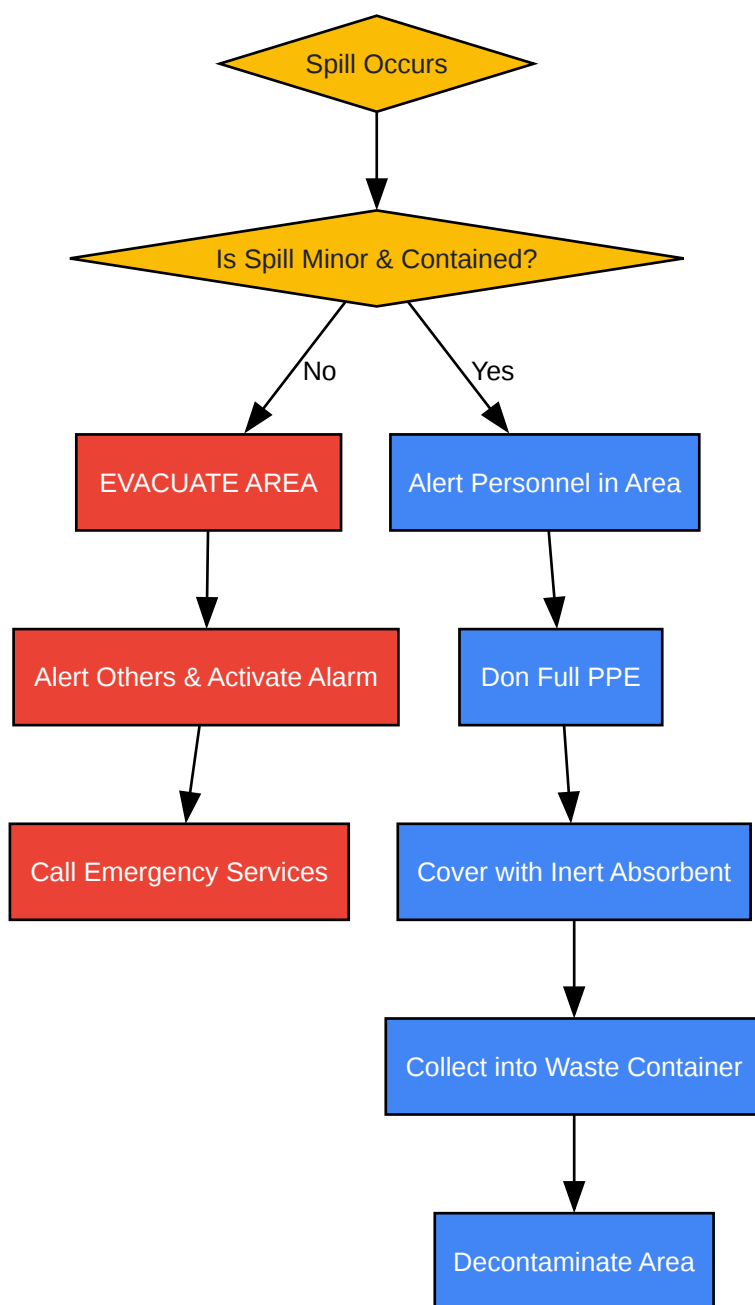 Spill Occurs
Is Spill Minor & Contained?
No
Yes
EVACUATE AREA
Alert Personnel in Area
Alert Others & Activate Alarm
Don Full PPE
Call Emergency Services
Cover with Inert Absorbent
Collect into Waste Container
Decontaminate Area